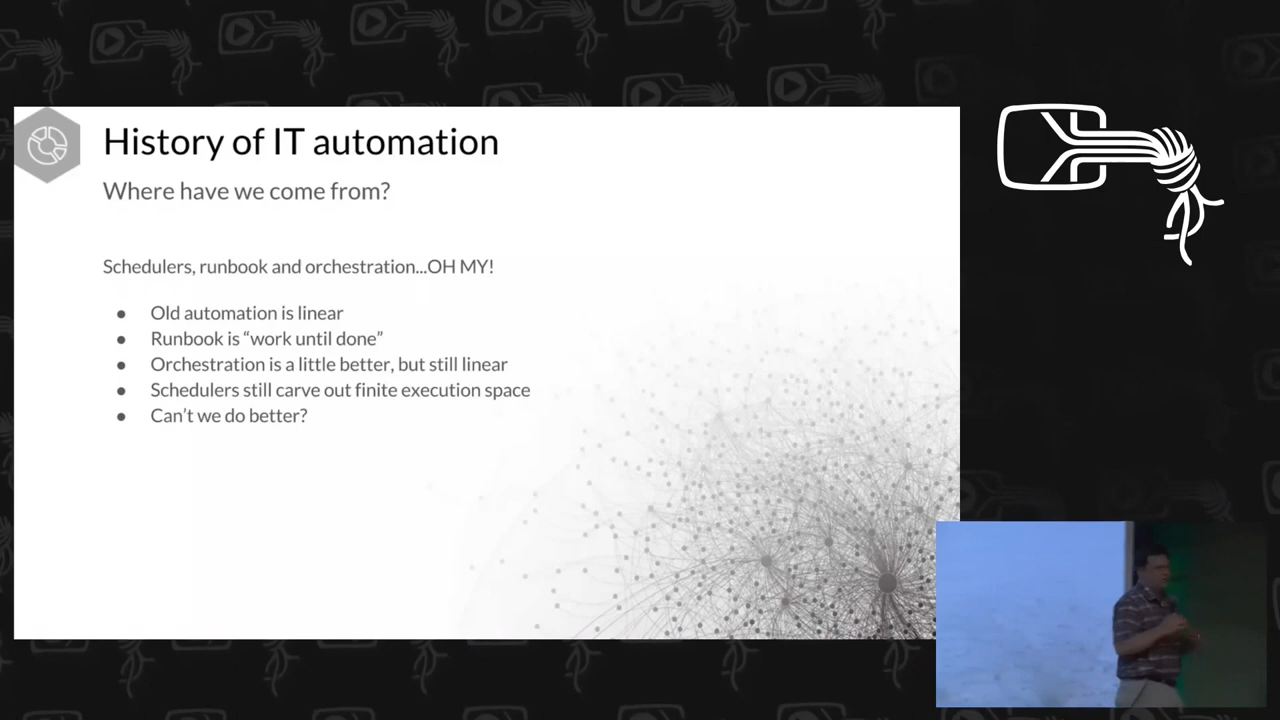 History of IT automation
Where have we come from?
Schedulers, runbook and orchestration...OH MY!
● Old automation is linear
● Runbook is “work until done”
● Orchestration is a little better, but still linear
● Schedulers still carve out finite execution space
● Can’t we do better?